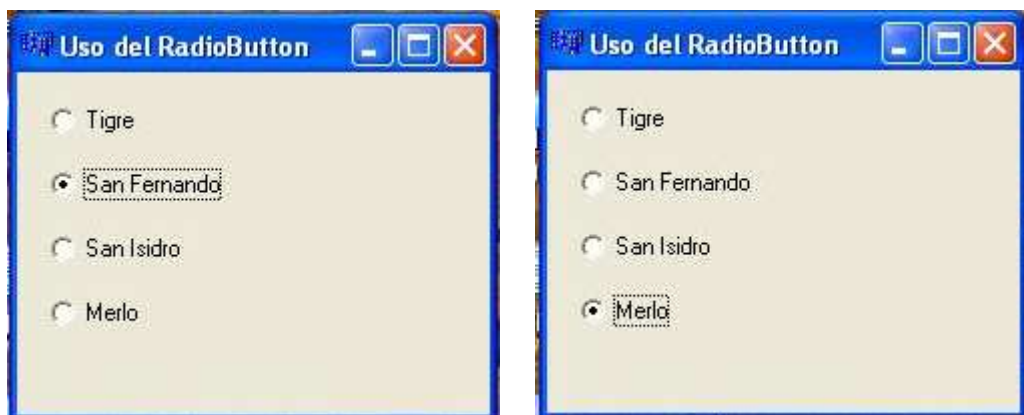 Uso del RadioButton
Tigre
San Fernando
San Isidro
Merlo
Uso del RadioButton
Tigre
San Fernando
San Isidro
Merlo